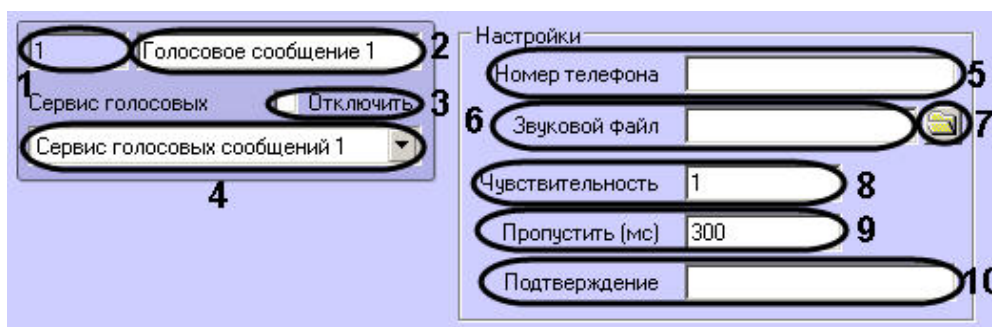 1 Голосовое сообщение 1 2
1
Сервис голосовых Отключить 3
Сервис голосовых сообщений 1
4
Настройки
Номер телефона 5
6 Звуковой файл 7
Чувствительность 1 8
Пропустить (мс) 300 9
Подтверждение 10